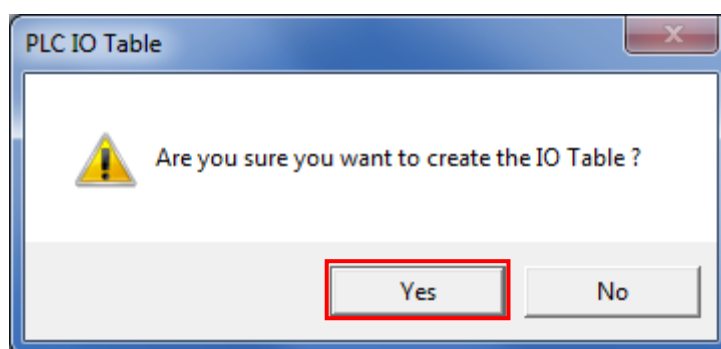 PLC IO Table
Are you sure you want to create the IO Table ?
Yes
No